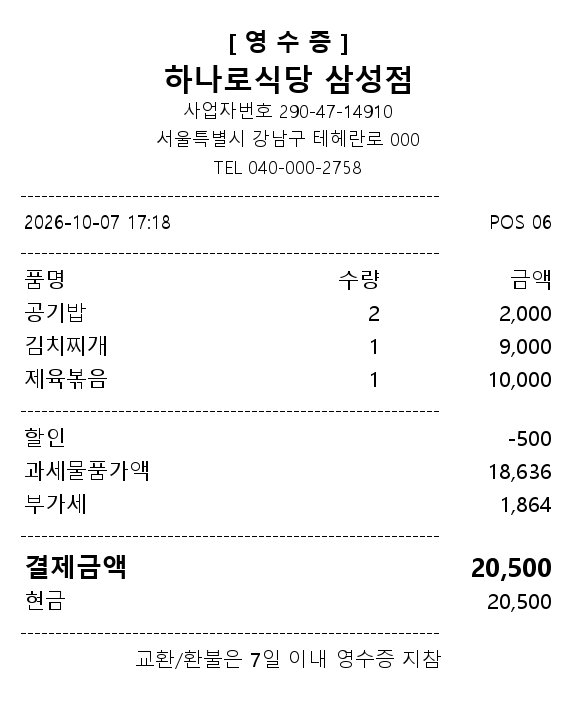 [ 영 수 증 ]
하나로식당 삼성점
사업자번호 290-47-14910
서울특별시 강남구 테헤란로 000
TEL 040-000-2758
2026-10-07 17:18 POS 06
품명 수량 금액
공기밥 2 2,000
김치찌개 1 9,000
제육볶음 1 10,000
할인 -500
과세물품가액 18,636
부가세 1,864
결제금액 20,500
현금 20,500
교환/환불은 7일 이내 영수증 지참